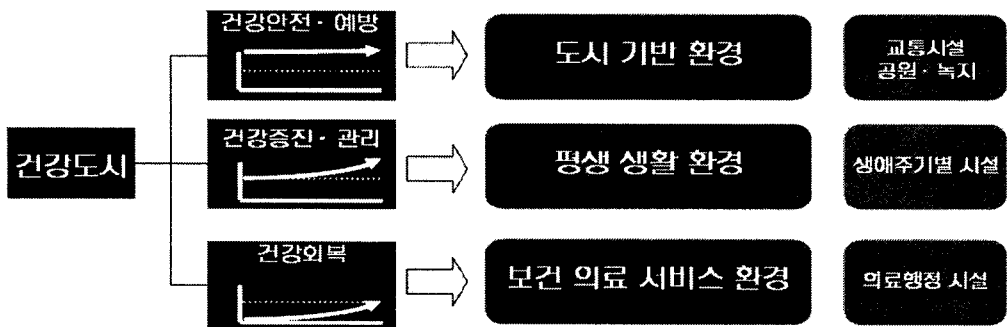 건강도시
건강안전 · 예방
도시 기반 환경
교통시설
공원 · 녹지
건강증진 · 관리
평생 생활 환경
생애주기별 시설
건강회복
보건 의료 서비스 환경
의료행정 시설